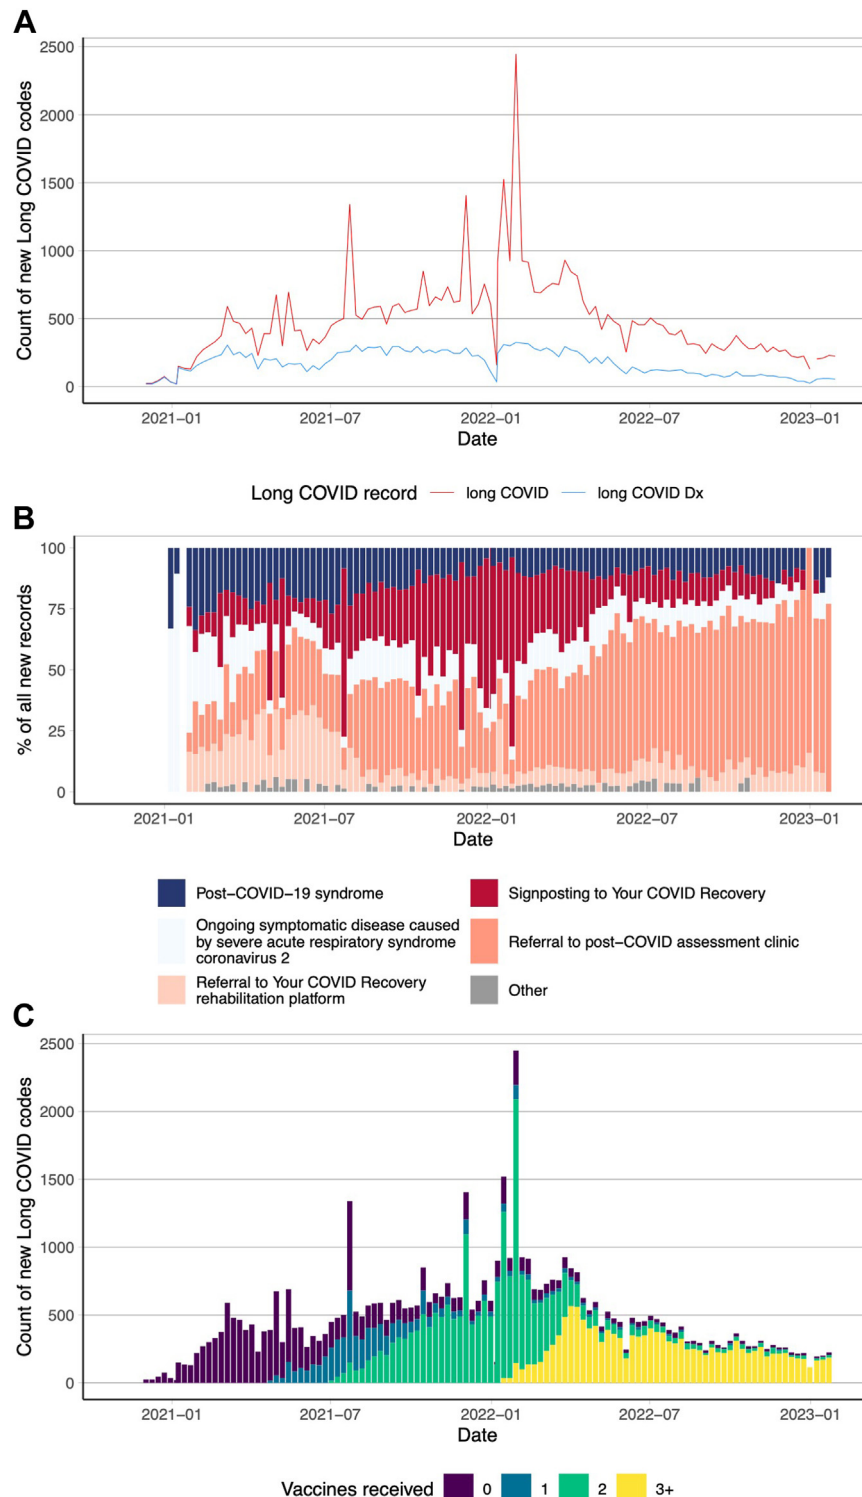 A
Count of new Long COVID codes
2500
2000
1500
1000
500
0
2021−01
2021−07
2022−01
2022−07
2023−01
Date
Long COVID record
long COVID
long COVID Dx
B
% of all new records
100
75
50
25
0
2021−01
2021−07
2022−01
2022−07
2023−01
Date
Post−COVID−19 syndrome
Signposting to Your COVID Recovery
Ongoing symptomatic disease caused
by severe acute respiratory syndrome
coronavirus 2
Referral to post−COVID assessment clinic
Referral to Your COVID Recovery
rehabilitation platform
Other
C
Count of new Long COVID codes
2500
2000
1500
1000
500
0
2021−01
2021−07
2022−01
2022−07
2023−01
Date
Vaccines received
0
1
2
3+